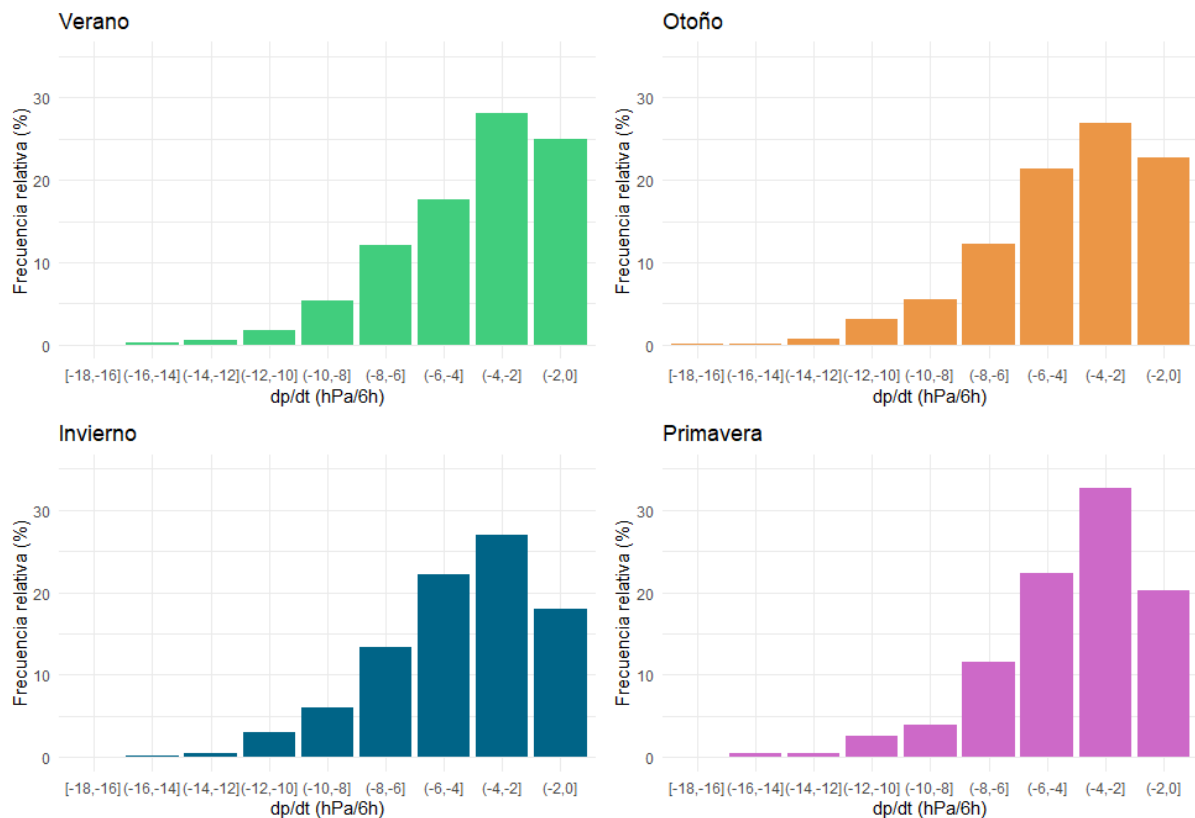 Verano
Frecuencia relativa (%)
30
20
10
0
[-18,-16] (-16,-14] (-14,-12] (-12,-10] (-10,-8] (-8,-6] (-6,-4] (-4,-2] (-2,0]
dp/dt (hPa/6h)
Otoño
Frecuencia relativa (%)
30
20
10
0
[-18,-16] (-16,-14] (-14,-12] (-12,-10] (-10,-8] (-8,-6] (-6,-4] (-4,-2] (-2,0]
dp/dt (hPa/6h)
Invierno
Frecuencia relativa (%)
30
20
10
0
[-18,-16] (-16,-14] (-14,-12] (-12,-10] (-10,-8] (-8,-6] (-6,-4] (-4,-2] (-2,0]
dp/dt (hPa/6h)
Primavera
Frecuencia relativa (%)
30
20
10
0
[-18,-16] (-16,-14] (-14,-12] (-12,-10] (-10,-8] (-8,-6] (-6,-4] (-4,-2] (-2,0]
dp/dt (hPa/6h)